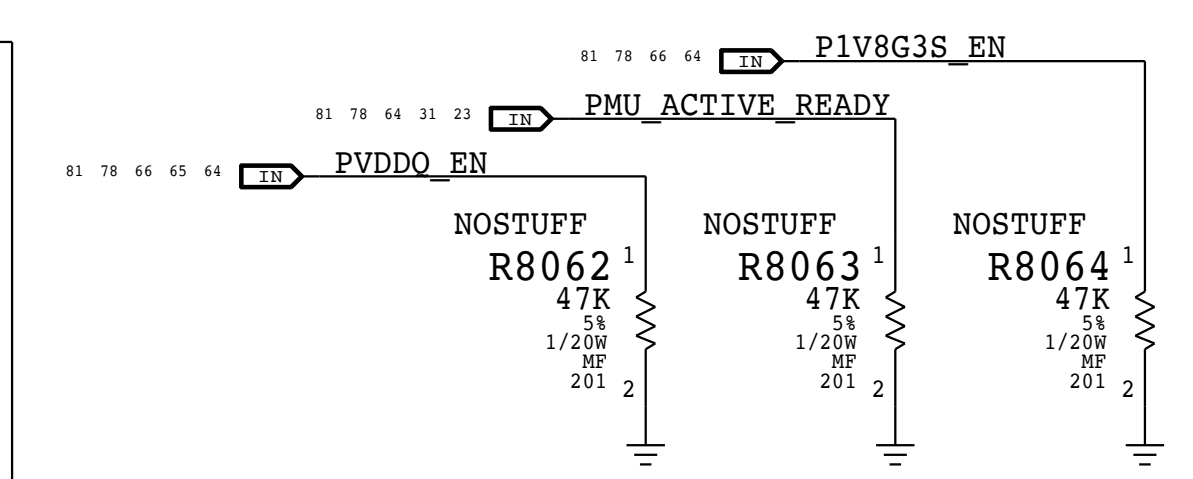 81 78 66 64 IN P1V8G3S_EN
81 78 64 31 23 IN PMU_ACTIVE_READY
81 78 66 65 64 IN PVDDQ_EN
NOSTUFF NOSTUFF NOSTUFF
R8062 1 R8063 1 R8064 1
47K 47K 47K
5% 5% 5%
1/20W 1/20W 1/20W
MF MF MF
201 2 201 2 201 2